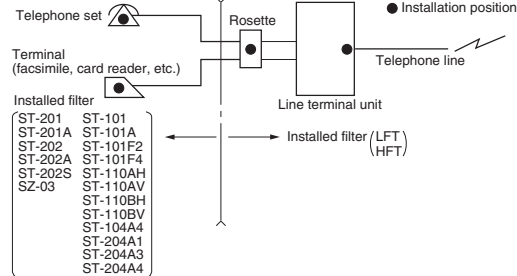 ● Installation position
Telephone set
Rosette
Terminal
(facsimile, card reader, etc.)
Telephone line
Line terminal unit
Installed filter
ST-201 ST-101
ST-201A ST-101A
ST-202 ST-101F2
ST-202A ST-101F4
ST-202S ST-110AH
SZ-03 ST-110AV
ST-110BH
ST-110BV
ST-104A4
ST-204A1
ST-204A3
ST-204A4
Installed filter (LFT
HFT)